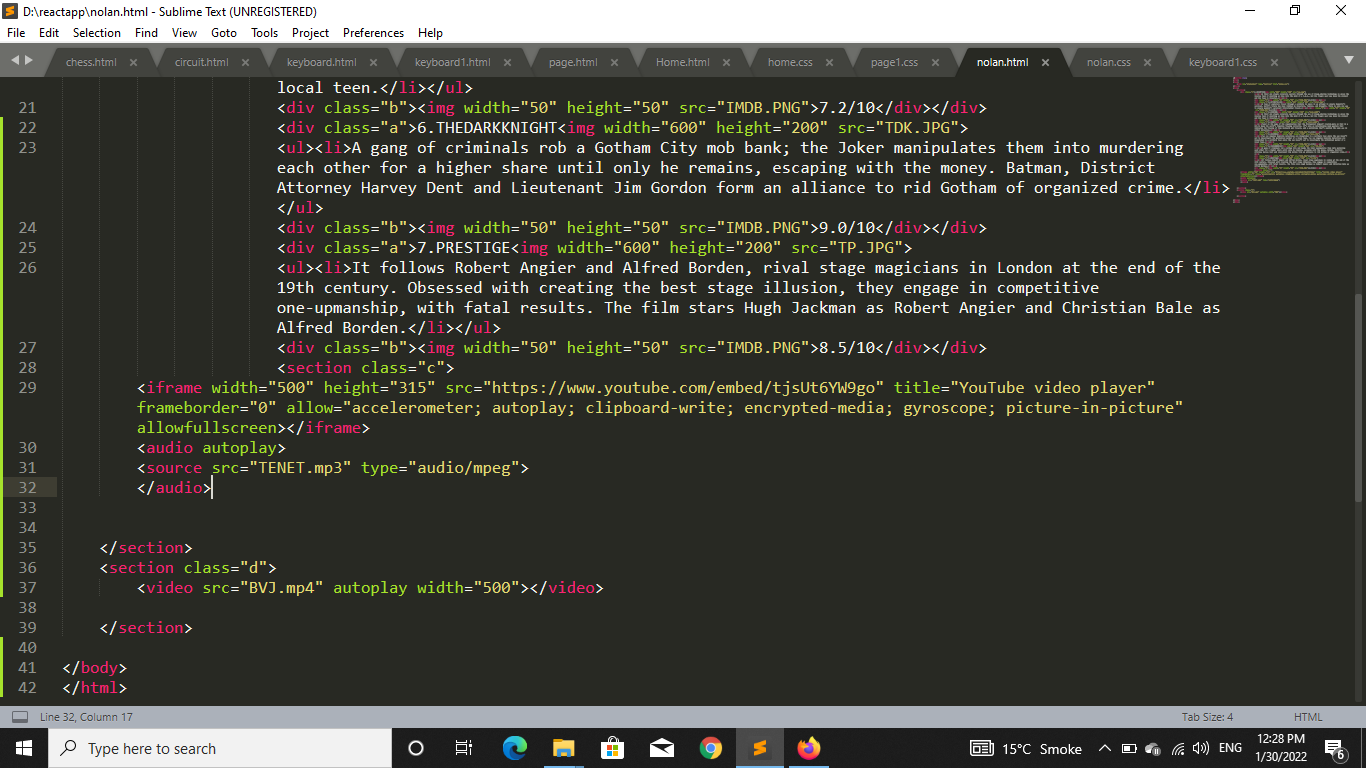 D:\reactapp\nolan.html - Sublime Text (UNREGISTERED)
File Edit Selection Find View Goto Tools Project Preferences Help
chess.html × circuit.html × keyboard.html × keyboard1.html × page.html × Home.html × home.css × page1.css × nolan.html × nolan.css × keyboard1.css ×
local teen.</li></ul>
21 <div class="b"><img width="50" height="50" src="IMDB.PNG">7.2/10</div></div>
22 <div class="a">6.THEDARKKNIGHT<img width="600" height="200" src="TDK.JPG">
23 <ul><li>A gang of criminals rob a Gotham City mob bank; the Joker manipulates them into murdering
each other for a higher share until only he remains, escaping with the money. Batman, District
Attorney Harvey Dent and Lieutenant Jim Gordon form an alliance to rid Gotham of organized crime.</li>
</ul>
24 <div class="b"><img width="50" height="50" src="IMDB.PNG">9.0/10</div></div>
25 <div class="a">7.PRESTIGE<img width="600" height="200" src="TP.JPG">
26 <ul><li>It follows Robert Angier and Alfred Borden, rival stage magicians in London at the end of the
19th century. Obsessed with creating the best stage illusion, they engage in competitive
one-upmanship, with fatal results. The film stars Hugh Jackman as Robert Angier and Christian Bale as
Alfred Borden.</li></ul>
27 <div class="b"><img width="50" height="50" src="IMDB.PNG">8.5/10</div></div>
28 <section class="c">
29 <iframe width="500" height="315" src="https://www.youtube.com/embed/tjsUt6YW9go" title="YouTube video player"
frameborder="0" allow="accelerometer; autoplay; clipboard-write; encrypted-media; gyroscope; picture-in-picture"
allowfullscreen></iframe>
30 <audio autoplay>
31 <source src="TENET.mp3" type="audio/mpeg">
32 </audio>
33
34
35 </section>
36 <section class="d">
37 <video src="BVJ.mp4" autoplay width="500"></video>
38
39 </section>
40
41 </body>
42 </html>
Line 32, Column 17 Tab Size: 4 HTML
Type here to search 15°C Smoke ENG 12:28 PM
1/30/2022 6